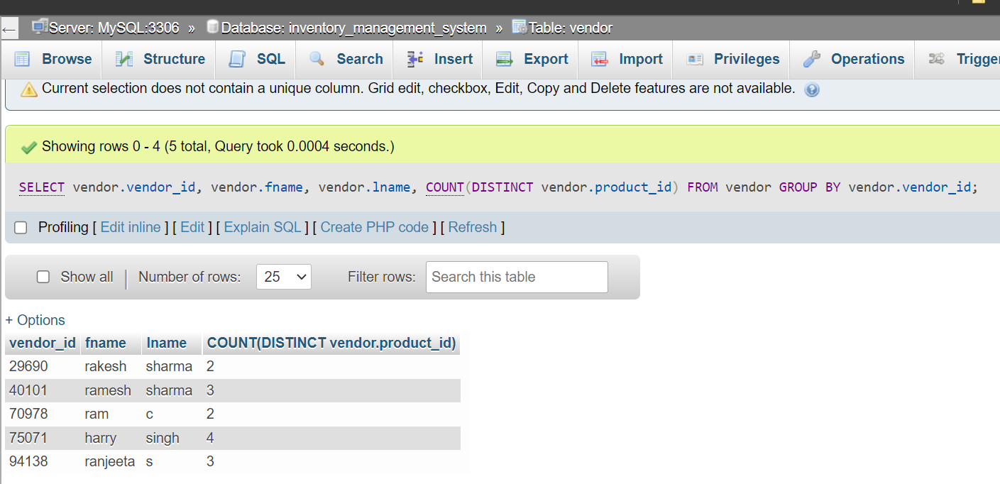 ← Server: MySQL:3306 » Database: inventory_management_system » Table: vendor
Browse Structure SQL Search Insert Export Import Privileges Operations
Current selection does not contain a unique column. Grid edit, checkbox, Edit, Copy and Delete features are not available.
Showing rows 0 - 4 (5 total, Query took 0.0004 seconds.)
SELECT vendor.vendor_id, vendor.fname, vendor.lname, COUNT(DISTINCT vendor.product_id) FROM vendor GROUP BY vendor.vendor_id;
Profiling [ Edit inline ] [ Edit ] [ Explain SQL ] [ Create PHP code ] [ Refresh ]
Show all | Number of rows: 25 Filter rows: Search this table
+ Options
vendor_id fname lname COUNT(DISTINCT vendor.product_id)
29690 rakesh sharma 2
40101 ramesh sharma 3
70978 ram c 2
75071 harry singh 4
94138 ranjeeta s 3